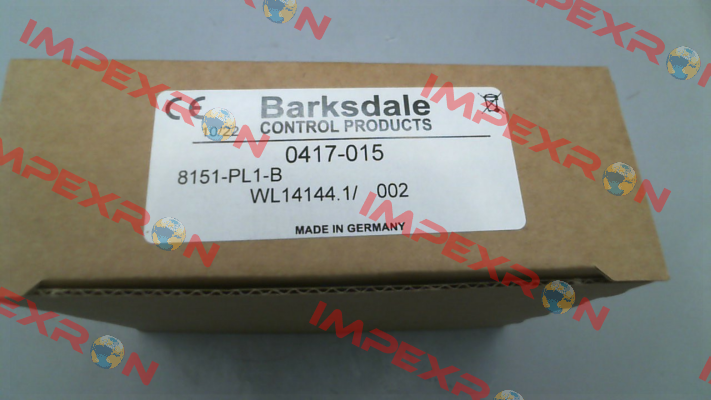 CE Barksdale
10/22 CONTROL PRODUCTS
0417-015
8151-PL1-B
WL14144.1/ 002
MADE IN GERMANY
IMPEXRON
IMPEXRON
IMPEXRON
IMPEXRON
IMPEXRON
IMPEXRON